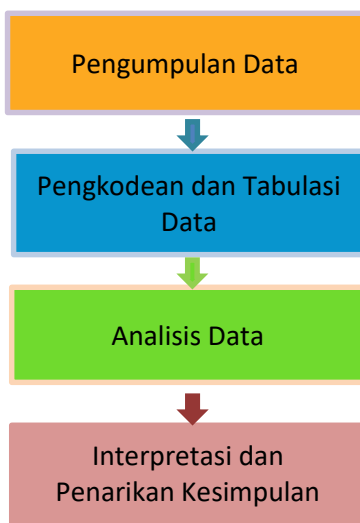 Pengumpulan Data
Pengkodean dan Tabulasi
Data
Analisis Data
Interpretasi dan
Penarikan Kesimpulan